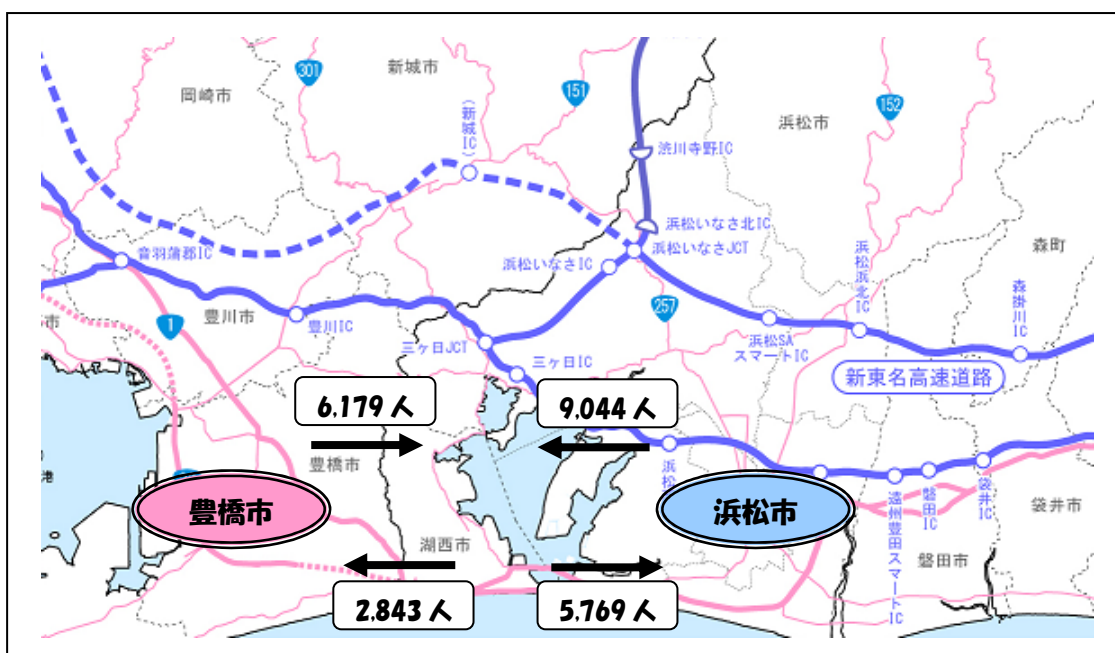 301
新城市
151
152
岡崎市
浜松市
(新城IC)
渋川寺野IC
浜松いなさ北IC
浜松いなさJCT
森町
音羽蒲郡IC
浜松いなさIC
浜松浜北IC
257
森掛川IC
1
豊川市
豊川IC
浜松SA
スマートIC
三ヶ日JCT
三ヶ日IC
新東名高速道路
6,179 人
9,044 人
市
豊橋市
浜松
袋井IC
港
豊橋市
浜松市
遠州豊田スマートIC
磐田IC
袋井市
湖西市
磐田市
2,843 人
5,769 人